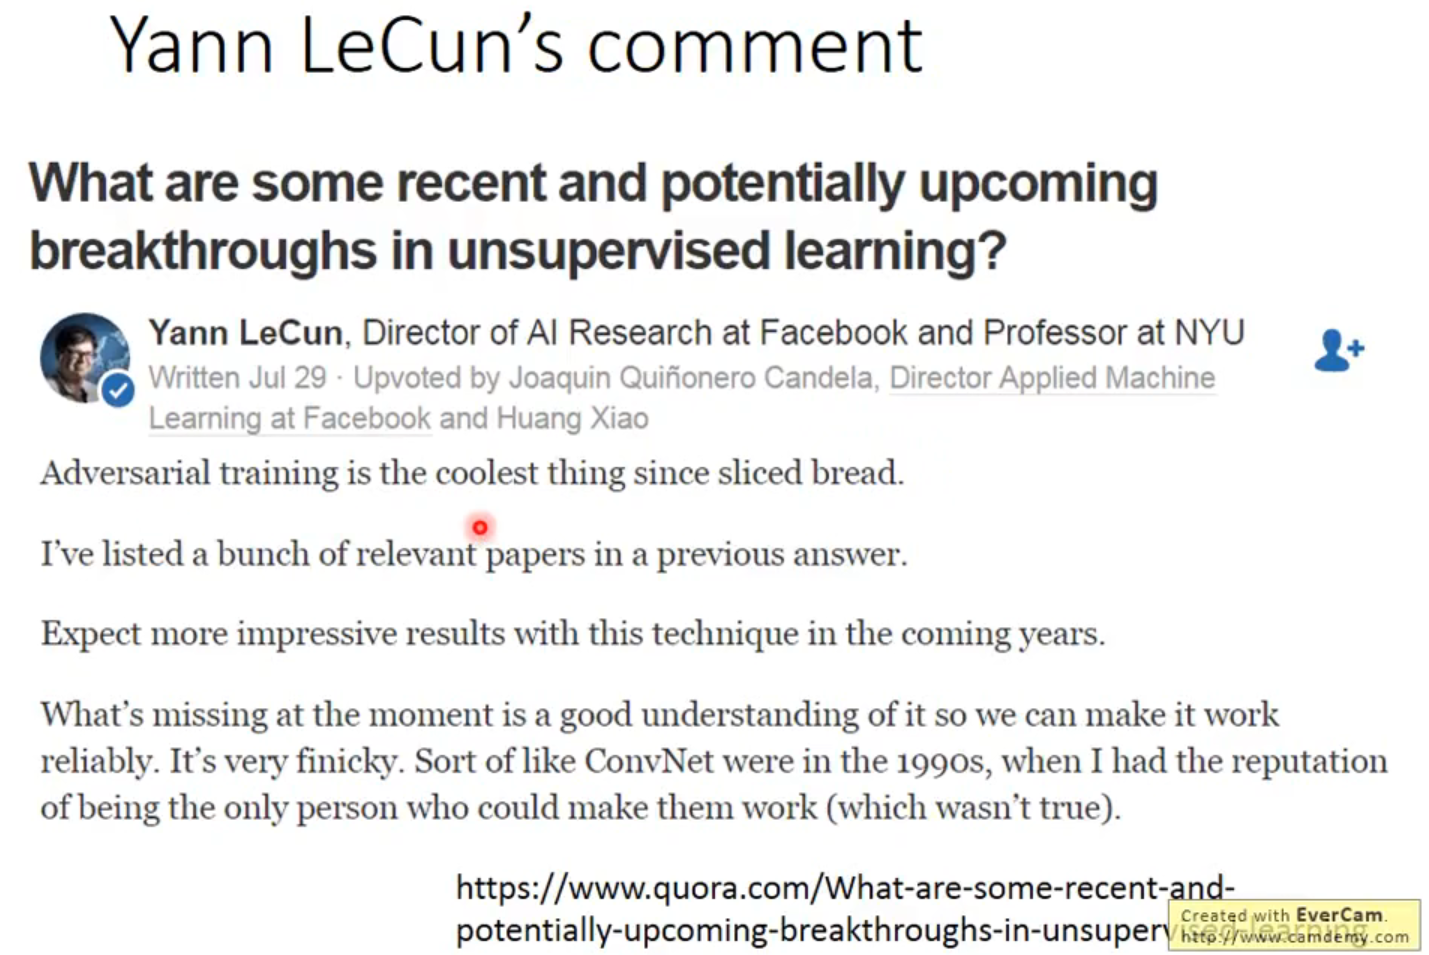 Yann LeCun's comment
What are some recent and potentially upcoming
breakthroughs in unsupervised learning?
Yann LeCun, Director of AI Research at Facebook and Professor at NYU
Written Jul 29 · Upvoted by Joaquin Quiñonero Candela, Director Applied Machine
Learning at Facebook and Huang Xiao
Adversarial training is the coolest thing since sliced bread.
I've listed a bunch of relevant papers in a previous answer.
Expect more impressive results with this technique in the coming years.
What's missing at the moment is a good understanding of it so we can make it work
reliably. It's very finicky. Sort of like ConvNet were in the 1990s, when I had the reputation
of being the only person who could make them work (which wasn't true).
https://www.quora.com/What-are-some-recent-and-
potentially-upcoming-breakthroughs-in-unsupervised-learning
Created with EverCam.
http://www.camdemy.com